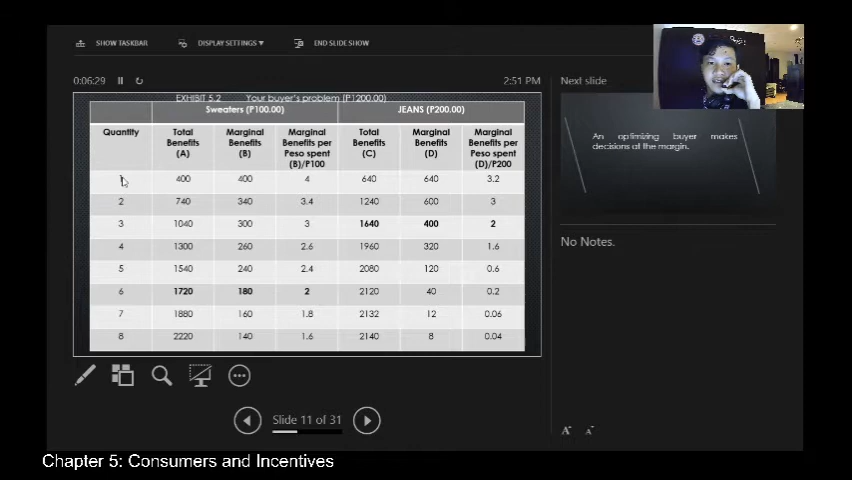 SHOW TASKBAR
DISPLAY SETTINGS ▾
END SLIDE SHOW
0:06:29
2:51 PM
Next slide
EXHIBIT 5.2 Your buyer's problem (P1200.00)
Sweaters (P100.00) JEANS (P200.00)
Quantity Total Benefits (A) Marginal Benefits (B) Marginal Benefits per Peso spent (B)/P100 Total Benefits (C) Marginal Benefits (D) Marginal Benefits per Peso spent (D)/P200
1 400 400 4 640 640 3.2
2 740 340 3.4 1240 600 3
3 1040 300 3 1640 400 2
4 1300 260 2.6 1960 320 1.6
5 1540 240 2.4 2080 120 0.6
6 1720 180 2 2120 40 0.2
7 1880 160 1.8 2132 12 0.06
8 2220 140 1.6 2140 8 0.04
An optimizing buyer makes
decisions at the margin.
No Notes.
Slide 11 of 31
A A
Chapter 5: Consumers and Incentives